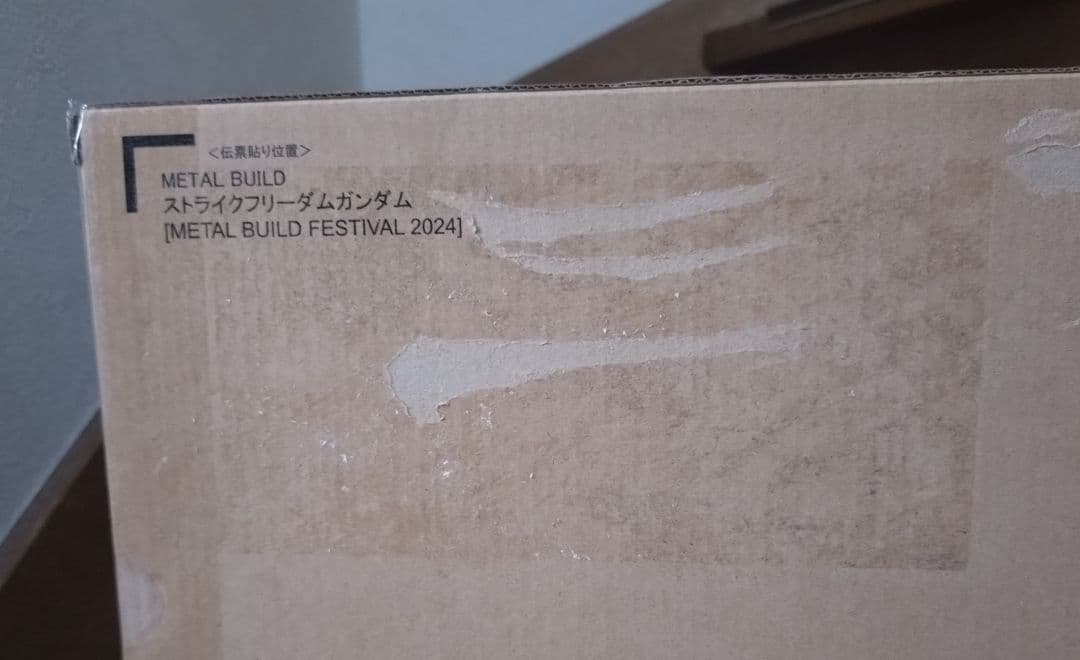 ＜伝票貼り位置＞
METAL BUILD
ストライクフリーダムガンダム
[METAL BUILD FESTIVAL 2024]